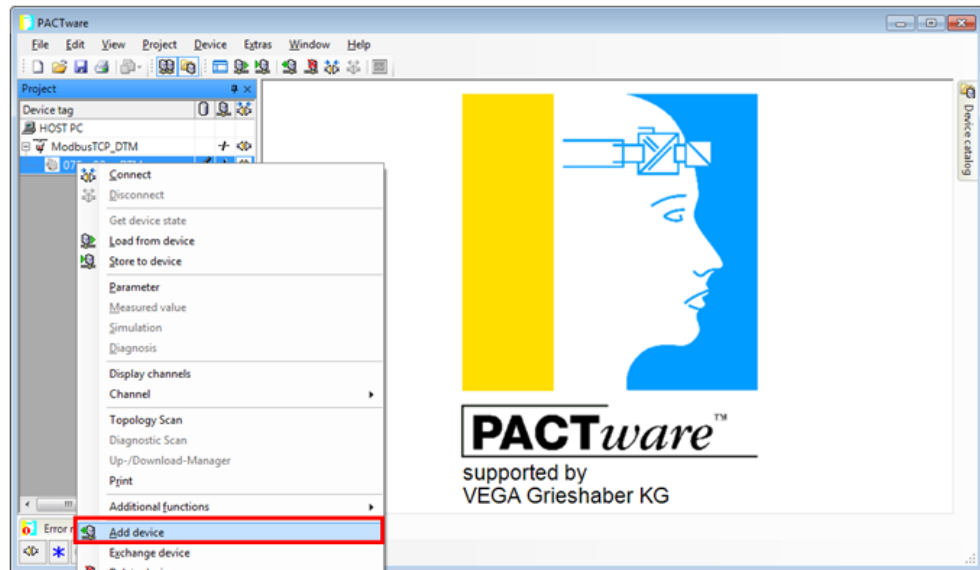 PACTware
File Edit View Project Device Extras Window Help
Project
Device tag
HOST PC
ModbusTCP_DTM
Connect
Disconnect
Get device state
Load from device
Store to device
Parameter
Measured value
Simulation
Diagnosis
Display channels
Channel
Topology Scan
Diagnostic Scan
Up-/Download-Manager
Print
Additional functions
Add device
Exchange device
Error
Device catalog
PACTware™
supported by
VEGA Grieshaber KG